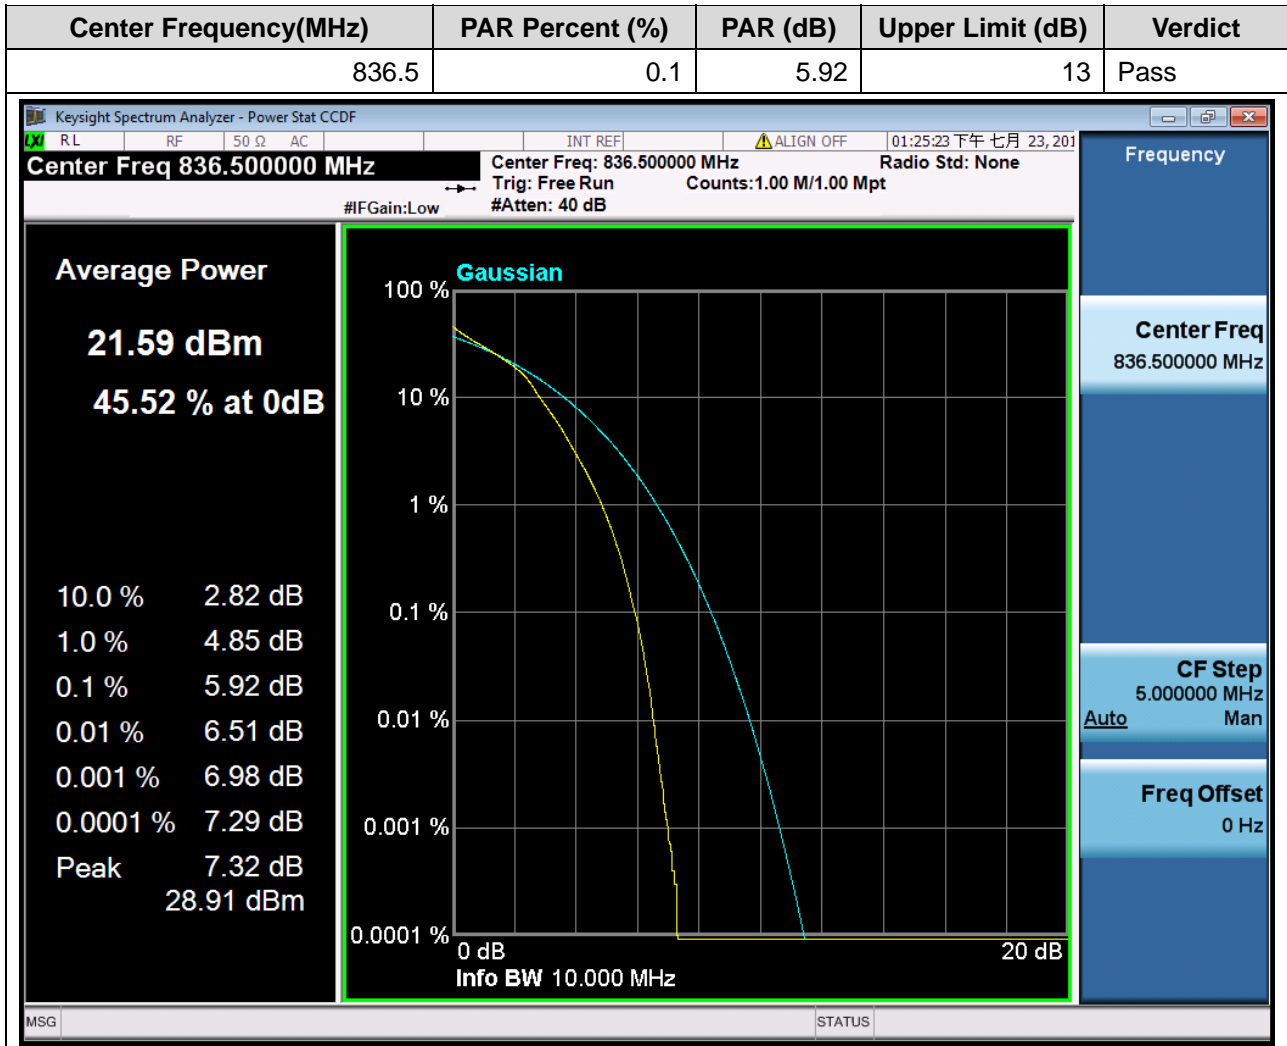 Center Frequency(MHz) PAR Percent (%) PAR (dB) Upper Limit (dB) Verdict
836.5 0.1 5.92 13 Pass
Keysight Spectrum Analyzer - Power Stat CCDF
LXI RL RF 50 Ω AC INT REF ALIGN OFF 01:25:23 下午 七月 23, 201
Center Freq 836.500000 MHz
Center Freq: 836.500000 MHz
Radio Std: None
Trig: Free Run
Counts:1.00 M/1.00 Mpt
#IFGain:Low
#Atten: 40 dB
Average Power
21.59 dBm
45.52 % at 0dB
10.0 % 2.82 dB
1.0 % 4.85 dB
0.1 % 5.92 dB
0.01 % 6.51 dB
0.001 % 6.98 dB
0.0001 % 7.29 dB
Peak 7.32 dB
28.91 dBm
Gaussian
100 %
10 %
1 %
0.1 %
0.01 %
0.001 %
0.0001 %
0 dB 20 dB
Info BW 10.000 MHz
Frequency
Center Freq
836.500000 MHz
CF Step
5.000000 MHz
Auto Man
Freq Offset
0 Hz
MSG STATUS